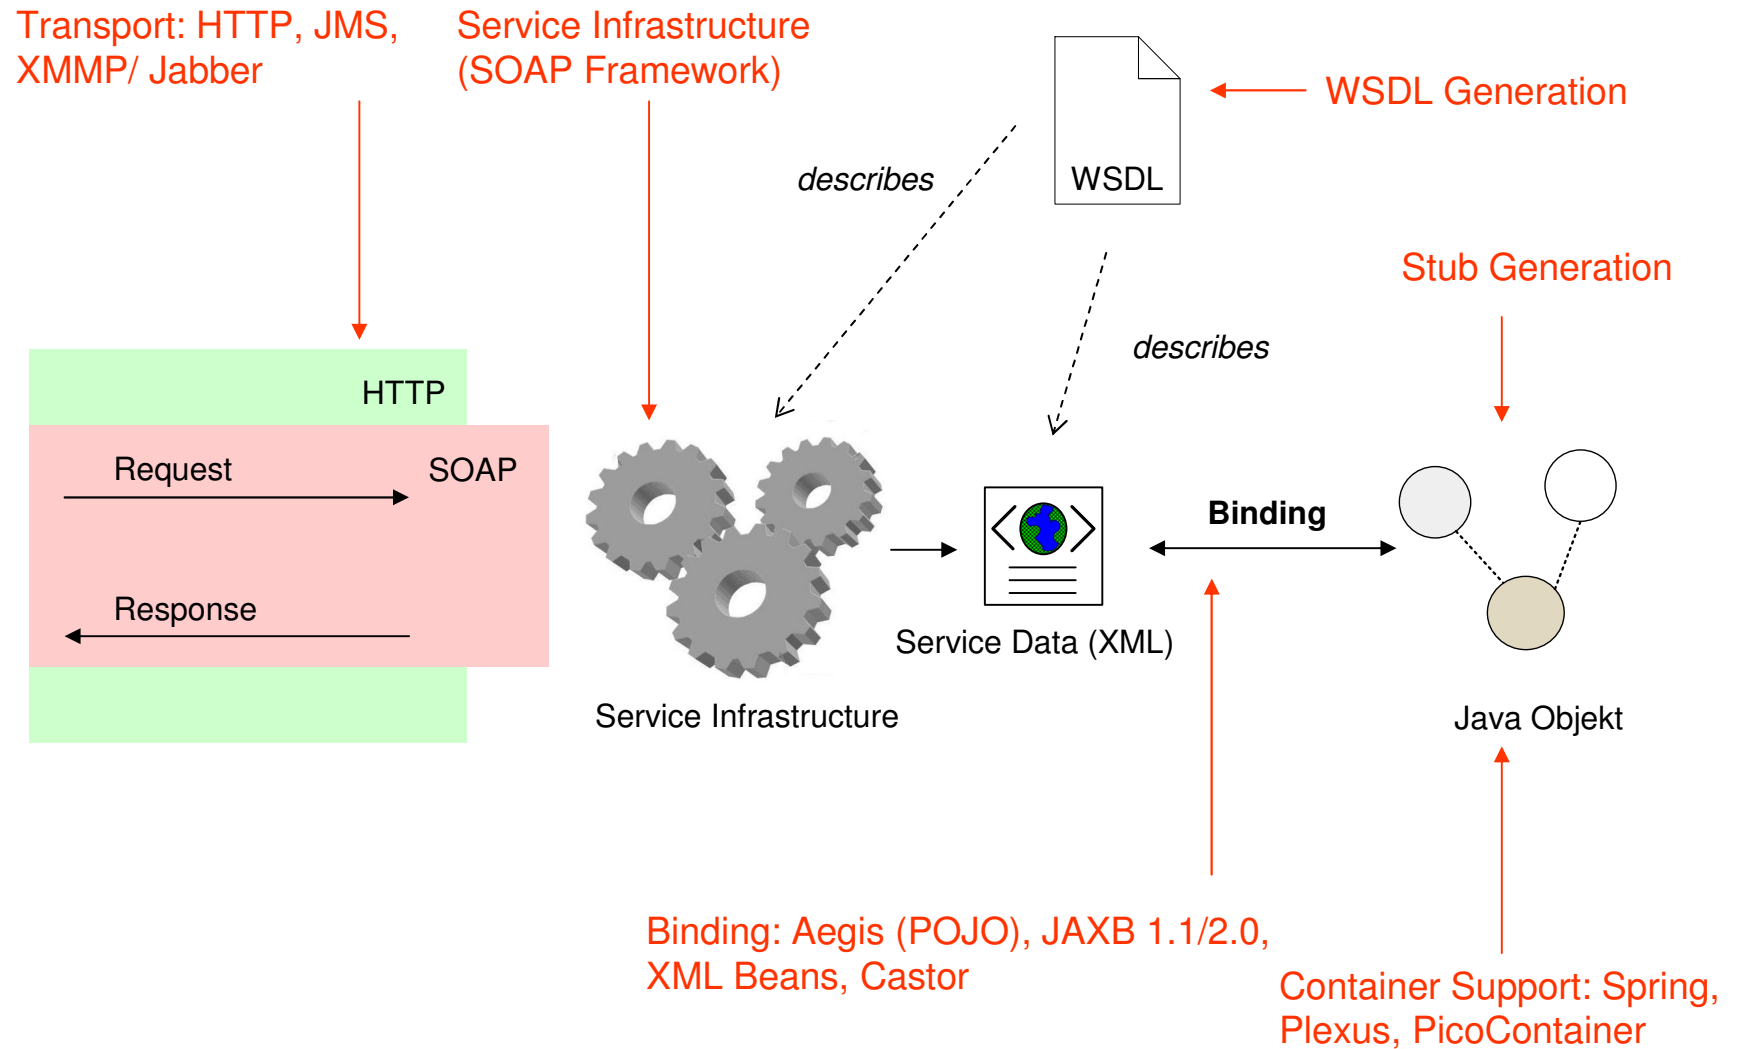 Transport: HTTP, JMS,
XMMP/ Jabber
Service Infrastructure
(SOAP Framework)
WSDL Generation
WSDL
describes
Stub Generation
describes
HTTP
Request
SOAP
Response
Binding
Service Data (XML)
Service Infrastructure
Java Objekt
Binding: Aegis (POJO), JAXB 1.1/2.0,
XML Beans, Castor
Container Support: Spring,
Plexus, PicoContainer